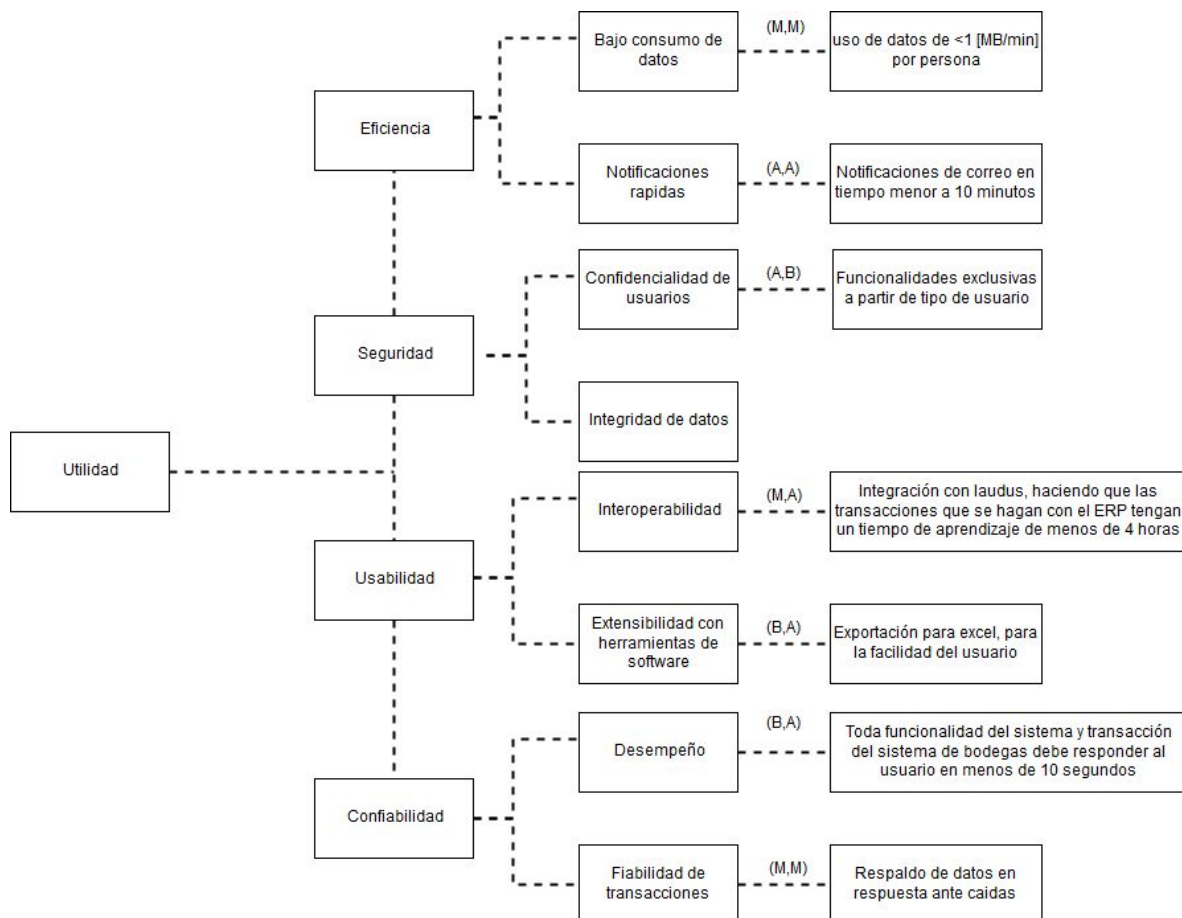 Utilidad
Eficiencia
Bajo consumo de
datos
(M,M)
uso de datos de <1 [MB/min]
por persona
Notificaciones
rapidas
(A,A)
Notificaciones de correo en
tiempo menor a 10 minutos
Seguridad
Confidencialidad de
usuarios
(A,B)
Funcionalidades exclusivas
a partir de tipo de usuario
Integridad de datos
Usabilidad
Interoperabilidad
(M,A)
Integración con laudus, haciendo que las
transacciones que se hagan con el ERP tengan
un tiempo de aprendizaje de menos de 4 horas
Extensibilidad con
herramientas de
software
(B,A)
Exportación para excel, para
la facilidad del usuario
Confiabilidad
Desempeño
(B,A)
Toda funcionalidad del sistema y transacción
del sistema de bodegas debe responder al
usuario en menos de 10 segundos
Fiabilidad de
transacciones
(M,M)
Respaldo de datos en
respuesta ante caidas